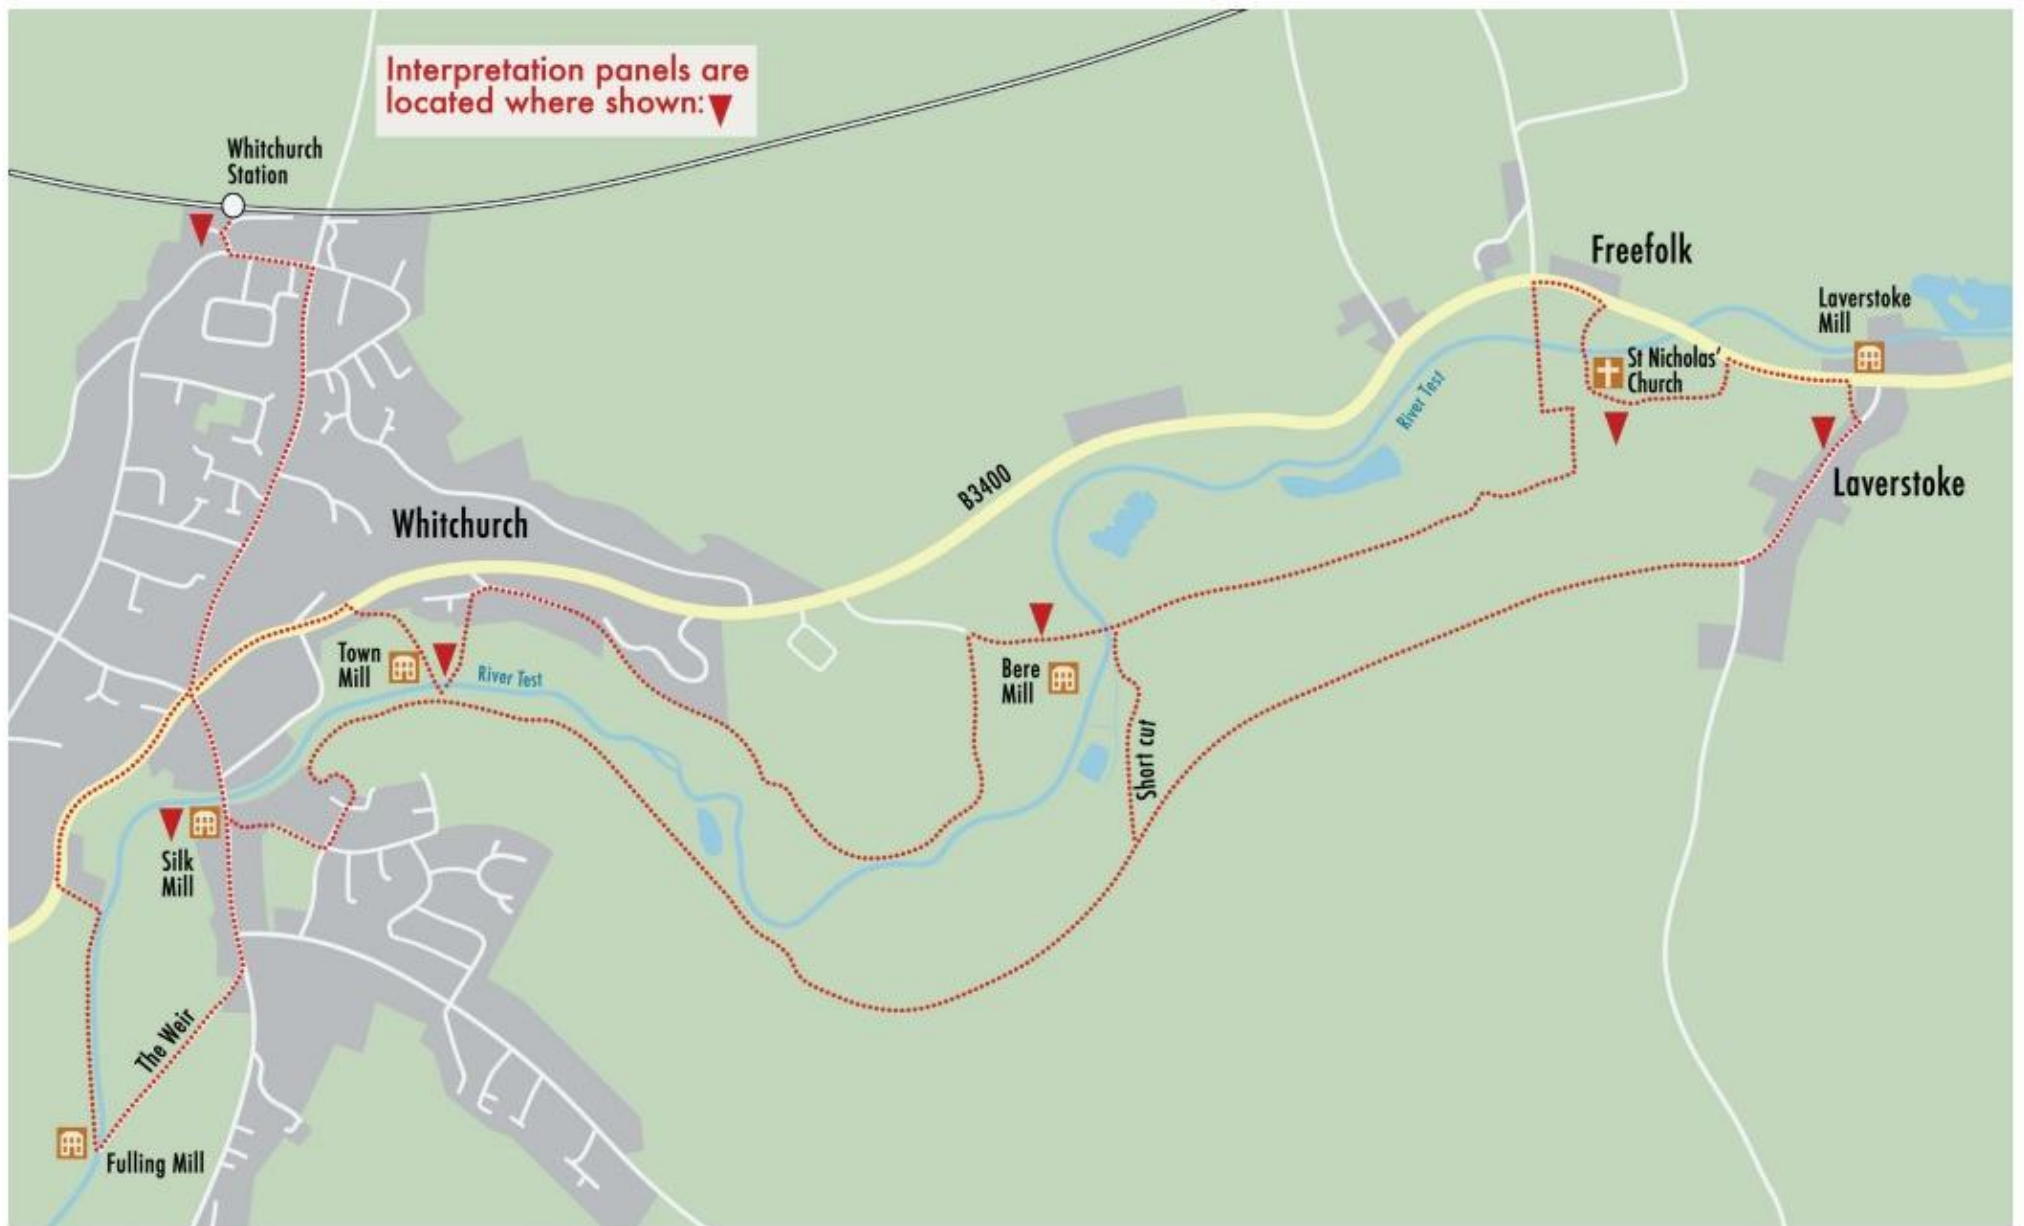 Interpretation panels are
located where shown:
Whitchurch
Station
Freefolk
Laverstoke
Mill
St Nicholas'
Church
River Test
Laverstoke
B3400
Whitchurch
Town
Mill
River Test
Bere
Mill
Short cut
Silk
Mill
The Weir
Fulling Mill